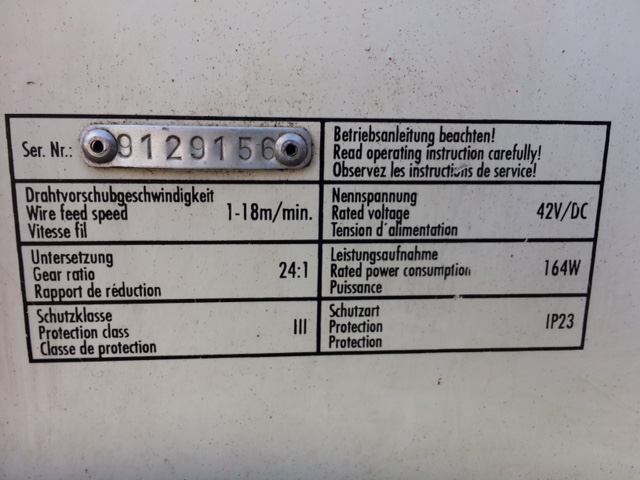 Ser. Nr.: 9129156
Betriebsanleitung beachten!
Read operating instruction carefully!
Observez les instructions de service!
Drahtvorschubgeschwindigkeit
Wire feed speed 1-18m/min.
Vitesse fil
Nennspannung
Rated voltage 42V/DC
Tension d'alimentation
Untersetzung
Gear ratio 24:1
Rapport de réduction
Leistungsaufnahme
Rated power consumption 164W
Puissance
Schutzklasse
Protection class III
Classe de protection
Schutzart
Protection IP23
Protection